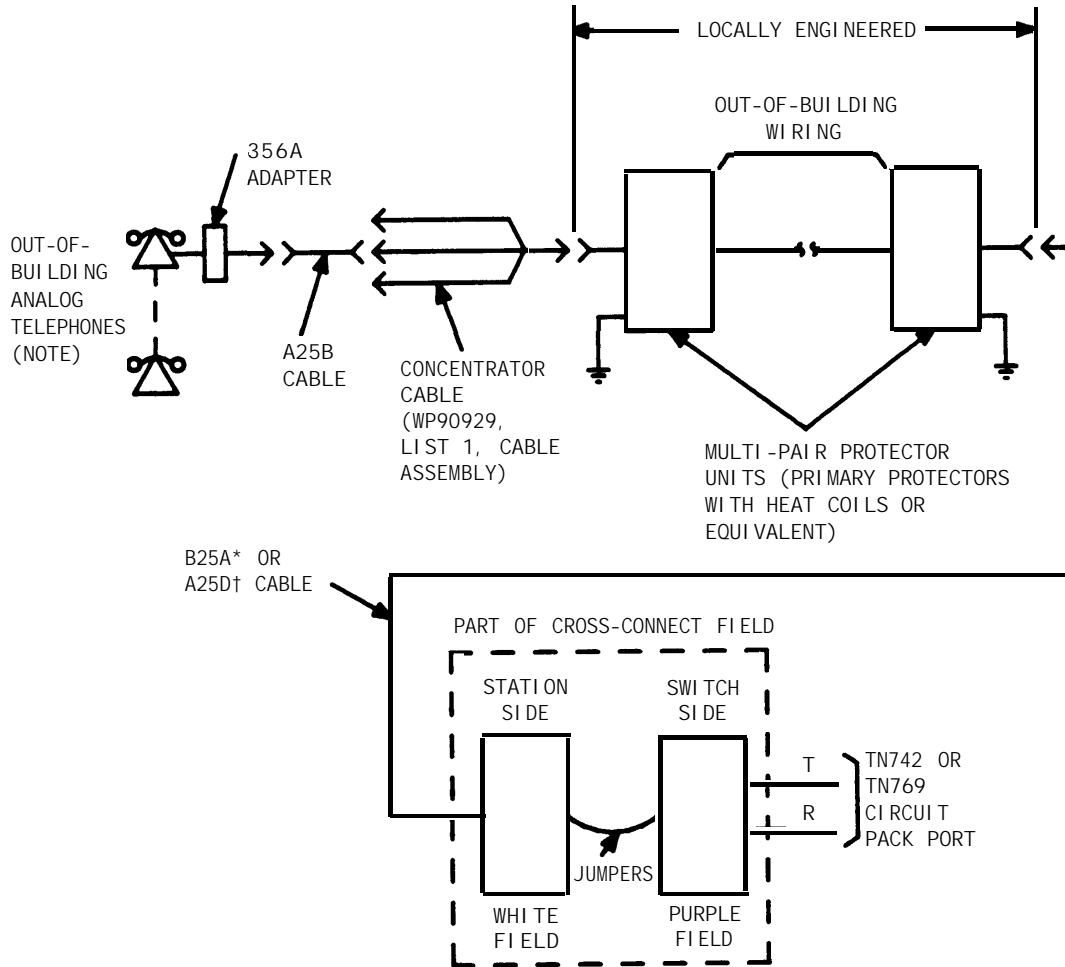 LOCALLY ENGINEERED
OUT-OF-BUILDING
WIRING
356A
ADAPTER
OUT-OF-
BUILDING
ANALOG
TELEPHONES
(NOTE)
A25B
CABLE
CONCENTRATOR
CABLE
(WP90929,
LIST 1, CABLE
ASSEMBLY)
MULTI-PAIR PROTECTOR
UNITS (PRIMARY PROTECTORS
WITH HEAT COILS OR
EQUIVALENT)
B25A* OR
A25D† CABLE
PART OF CROSS-CONNECT FIELD
STATION
SIDE
SWITCH
SIDE
T
R
TN742 OR
TN769
CIRCUIT
PACK PORT
JUMPERS
WHITE
FIELD
PURPLE
FIELD